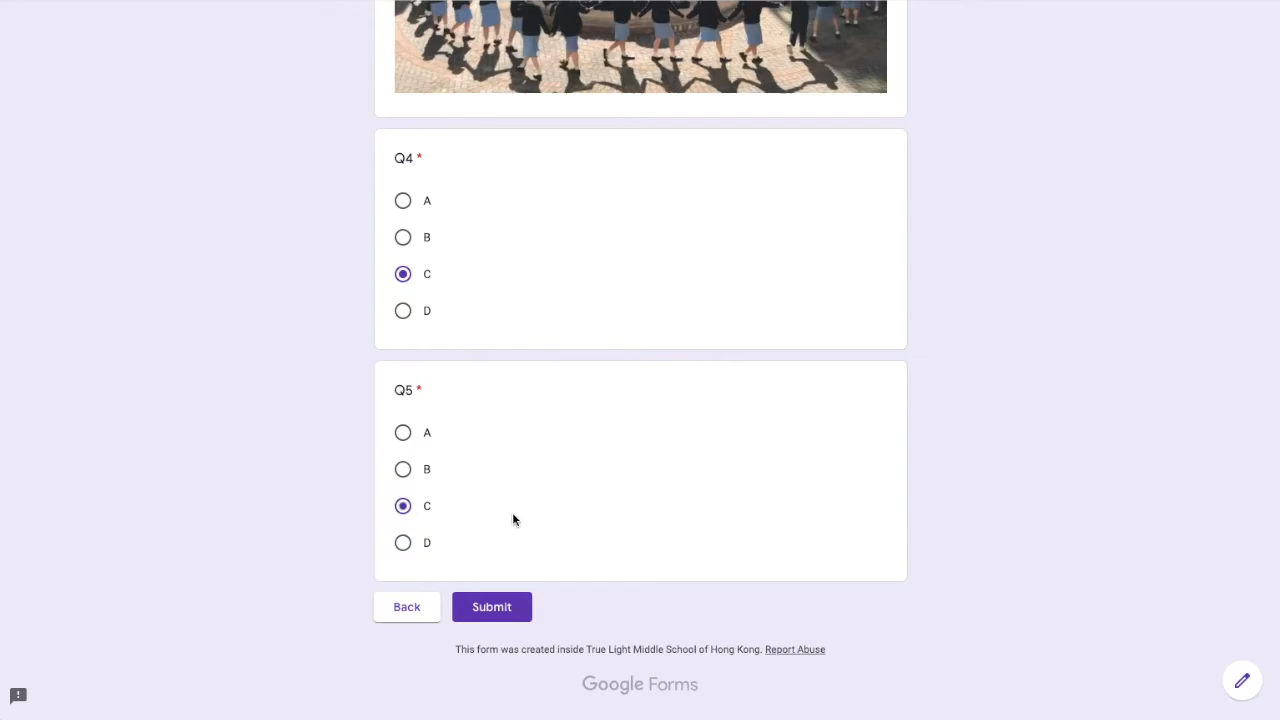 Q4 *
A
B
C
D
Q5 *
A
B
C
D
Back
Submit
This form was created inside True Light Middle School of Hong Kong. Report Abuse
Google Forms